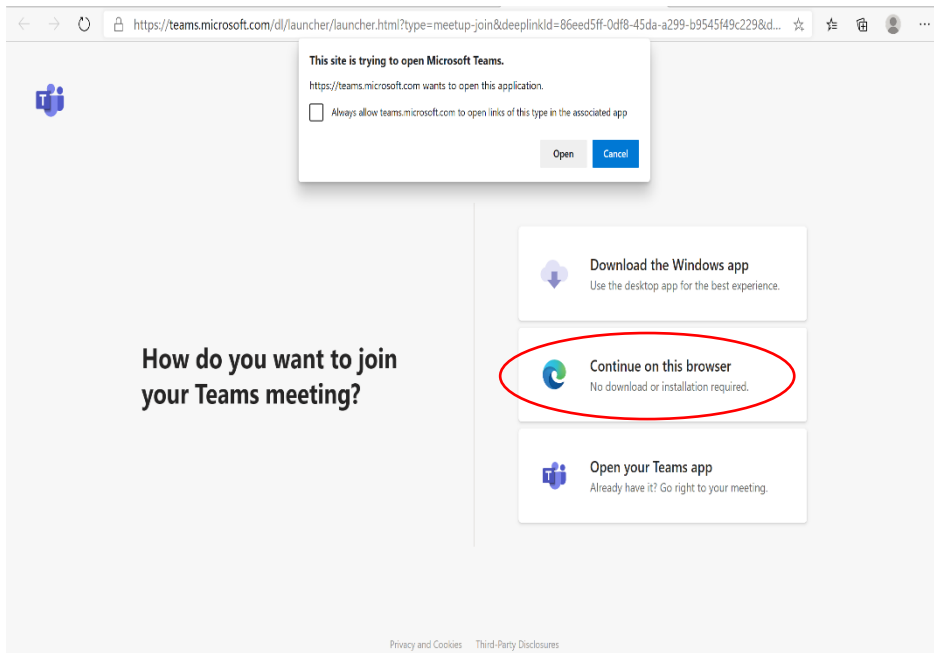 https://teams.microsoft.com/dl/launcher/launcher.html?type=meetup-join&deeplinkId=86eed5ff-0df8-45da-a299-b9545f49c229&d...
This site is trying to open Microsoft Teams.
https://teams.microsoft.com wants to open this application.
Always allow teams.microsoft.com to open links of this type in the associated app
Open
Cancel
How do you want to join
your Teams meeting?
Download the Windows app
Use the desktop app for the best experience.
Continue on this browser
No download or installation required.
Open your Teams app
Already have it? Go right to your meeting.
Privacy and Cookies
Third-Party Disclosures